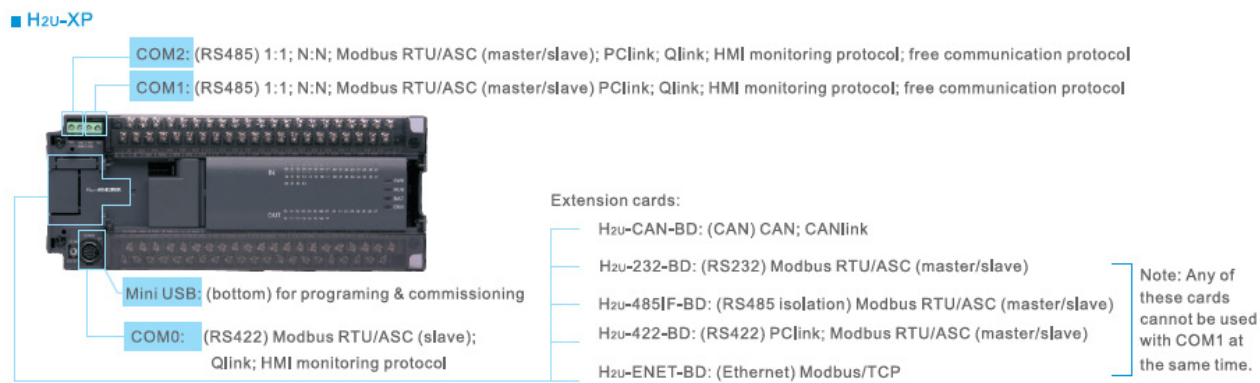 H2U-XP
COM2: (RS485) 1:1; N:N; Modbus RTU/ASC (master/slave); PClink; Qlink; HMI monitoring protocol; free communication protocol
COM1: (RS485) 1:1; N:N; Modbus RTU/ASC (master/slave) PClink; Qlink; HMI monitoring protocol; free communication protocol
IN
OUT
Mini USB: (bottom) for programing & commissioning
COM0: (RS422) Modbus RTU/ASC (slave);
Qlink; HMI monitoring protocol
Extension cards:
H2U-CAN-BD: (CAN) CAN; CANlink
H2U-232-BD: (RS232) Modbus RTU/ASC (master/slave)
H2U-485IF-BD: (RS485 isolation) Modbus RTU/ASC (master/slave)
H2U-422-BD: (RS422) PClink; Modbus RTU/ASC (master/slave)
H2U-ENET-BD: (Ethernet) Modbus/TCP
Note: Any of
these cards
cannot be used
with COM1 at
the same time.